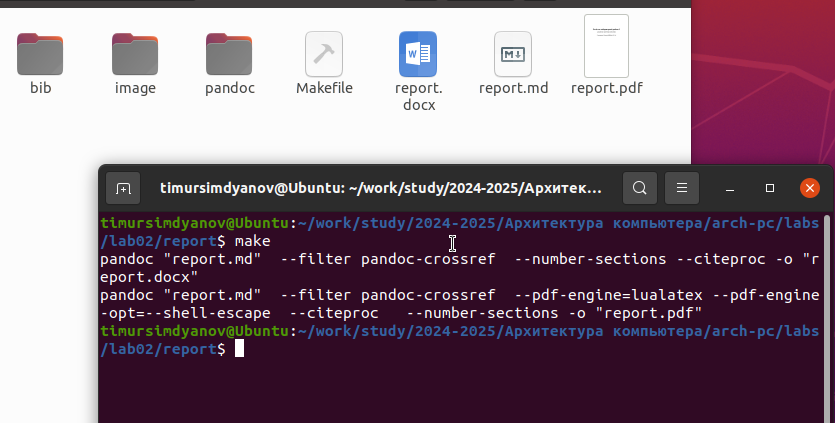 bib
image
pandoc
Makefile
report.
docx
report.md
report.pdf
timursimdyanov@Ubuntu: ~/work/study/2024-2025/Архитек...
timursimdyanov@Ubuntu:~/work/study/2024-2025/Архитектура компьютера/arch-pc/labs
/lab02/report$ make
pandoc "report.md"  --filter pandoc-crossref  --number-sections --citeproc -o "r
eport.docx"
pandoc "report.md"  --filter pandoc-crossref  --pdf-engine=lualatex --pdf-engine
-opt=--shell-escape  --citeproc   --number-sections -o "report.pdf"
timursimdyanov@Ubuntu:~/work/study/2024-2025/Архитектура компьютера/arch-pc/labs
/lab02/report$